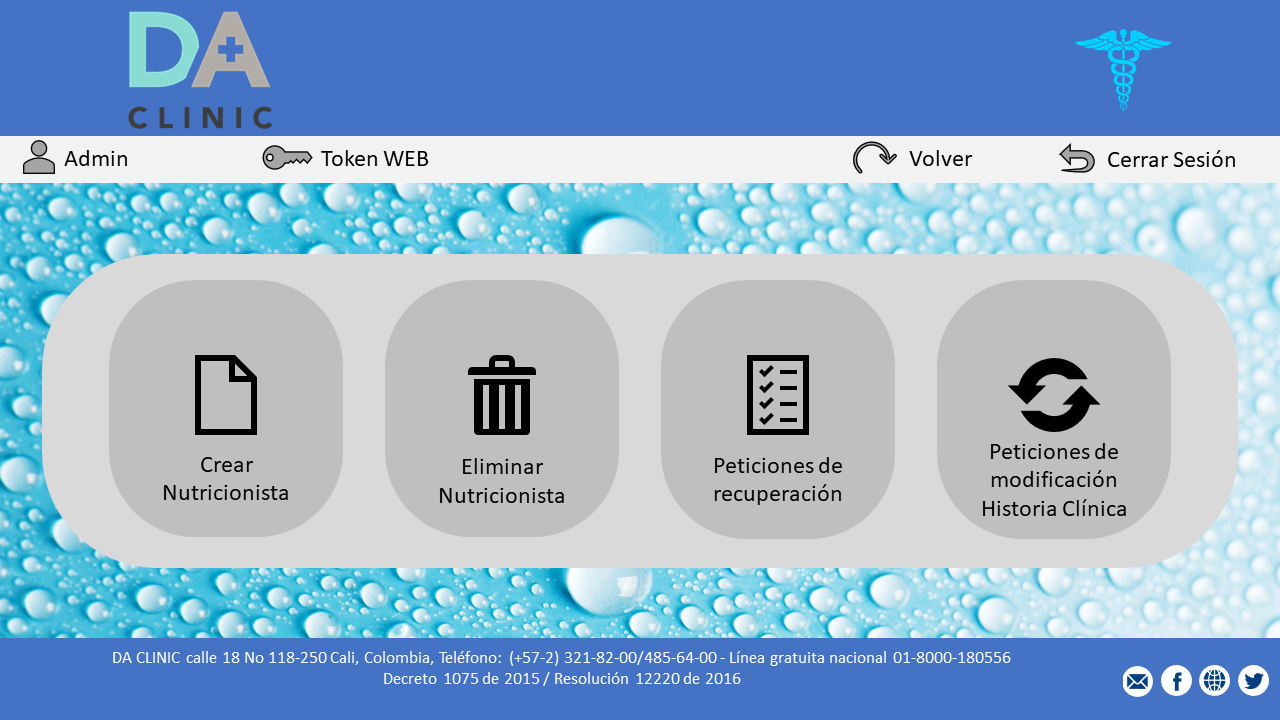 DA
CLINIC
Admin
Token WEB
Volver
Cerrar Sesión
Crear
Nutricionista
Eliminar
Nutricionista
Peticiones de
recuperación
Peticiones de
modificación
Historia Clínica
DA CLINIC calle 18 No 118-250 Cali, Colombia, Teléfono: (+57-2) 321-82-00/485-64-00 - Línea gratuita nacional 01-8000-180556
Decreto 1075 de 2015 / Resolución 12220 de 2016